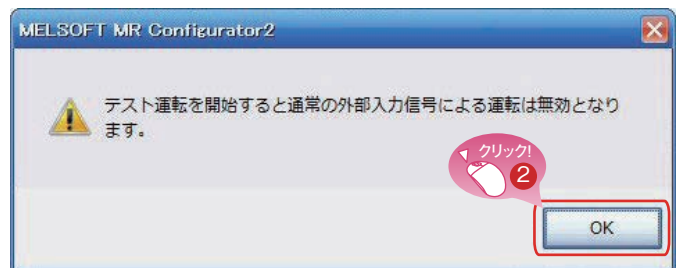 MELSOFT MR Configurator2
テスト運転を開始すると通常の外部入力信号による運転は無効となり
ます。
クリック!
2
OK